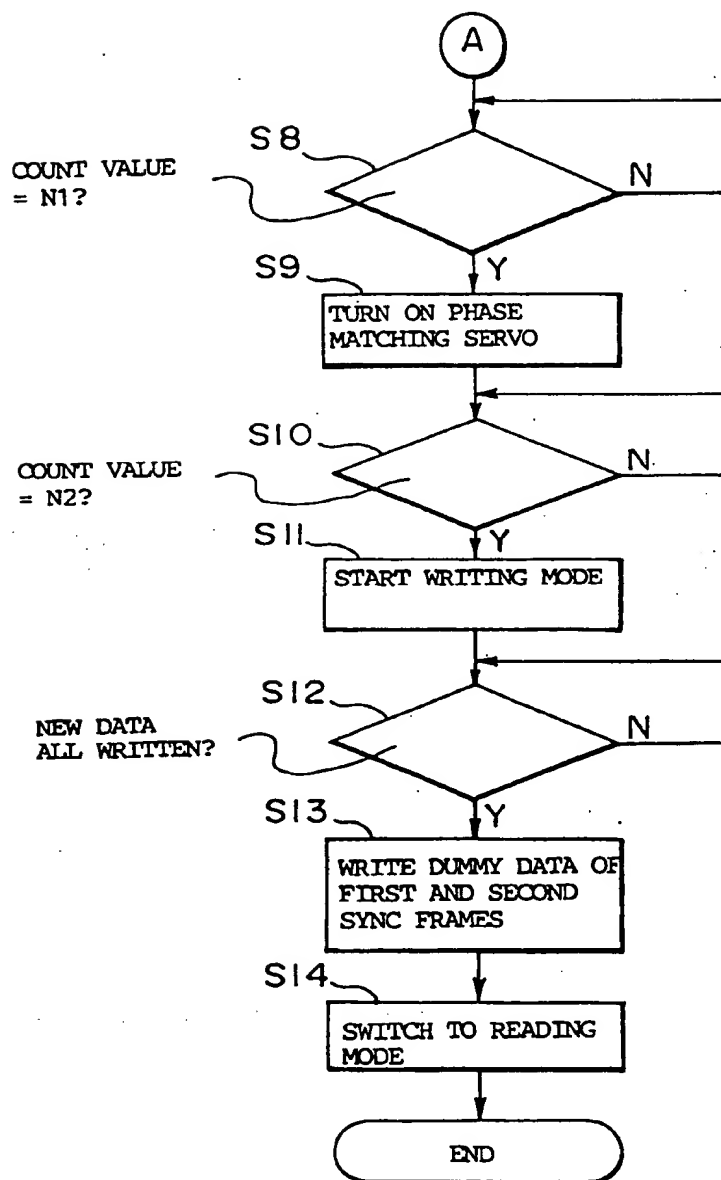 A
S8
COUNT VALUE
= N1?
N
Y
S9
TURN ON PHASE
MATCHING SERVO
S10
COUNT VALUE
= N2?
N
Y
S11
START WRITING MODE
S12
NEW DATA
ALL WRITTEN?
N
Y
S13
WRITE DUMMY DATA OF
FIRST AND SECOND
SYNC FRAMES
S14
SWITCH TO READING
MODE
END